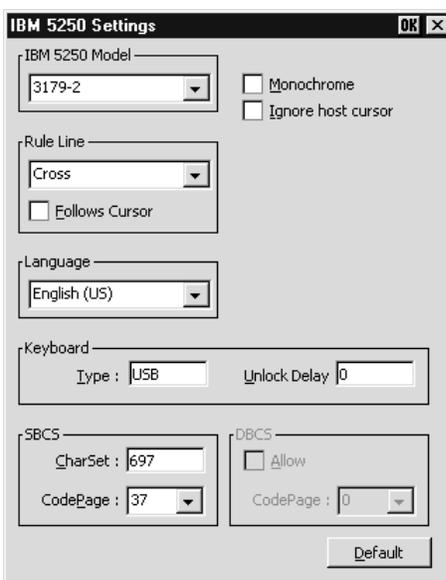 IBM 5250 Settings OK ×
IBM 5250 Model
3179-2
Monochrome
Ignore host cursor
Rule Line
Cross
Follows Cursor
Language
English (US)
Keyboard
Type : USB Unlock Delay 0
SBCS
CharSet : 697
CodePage : 37
DBCS
Allow
CodePage : 0
Default